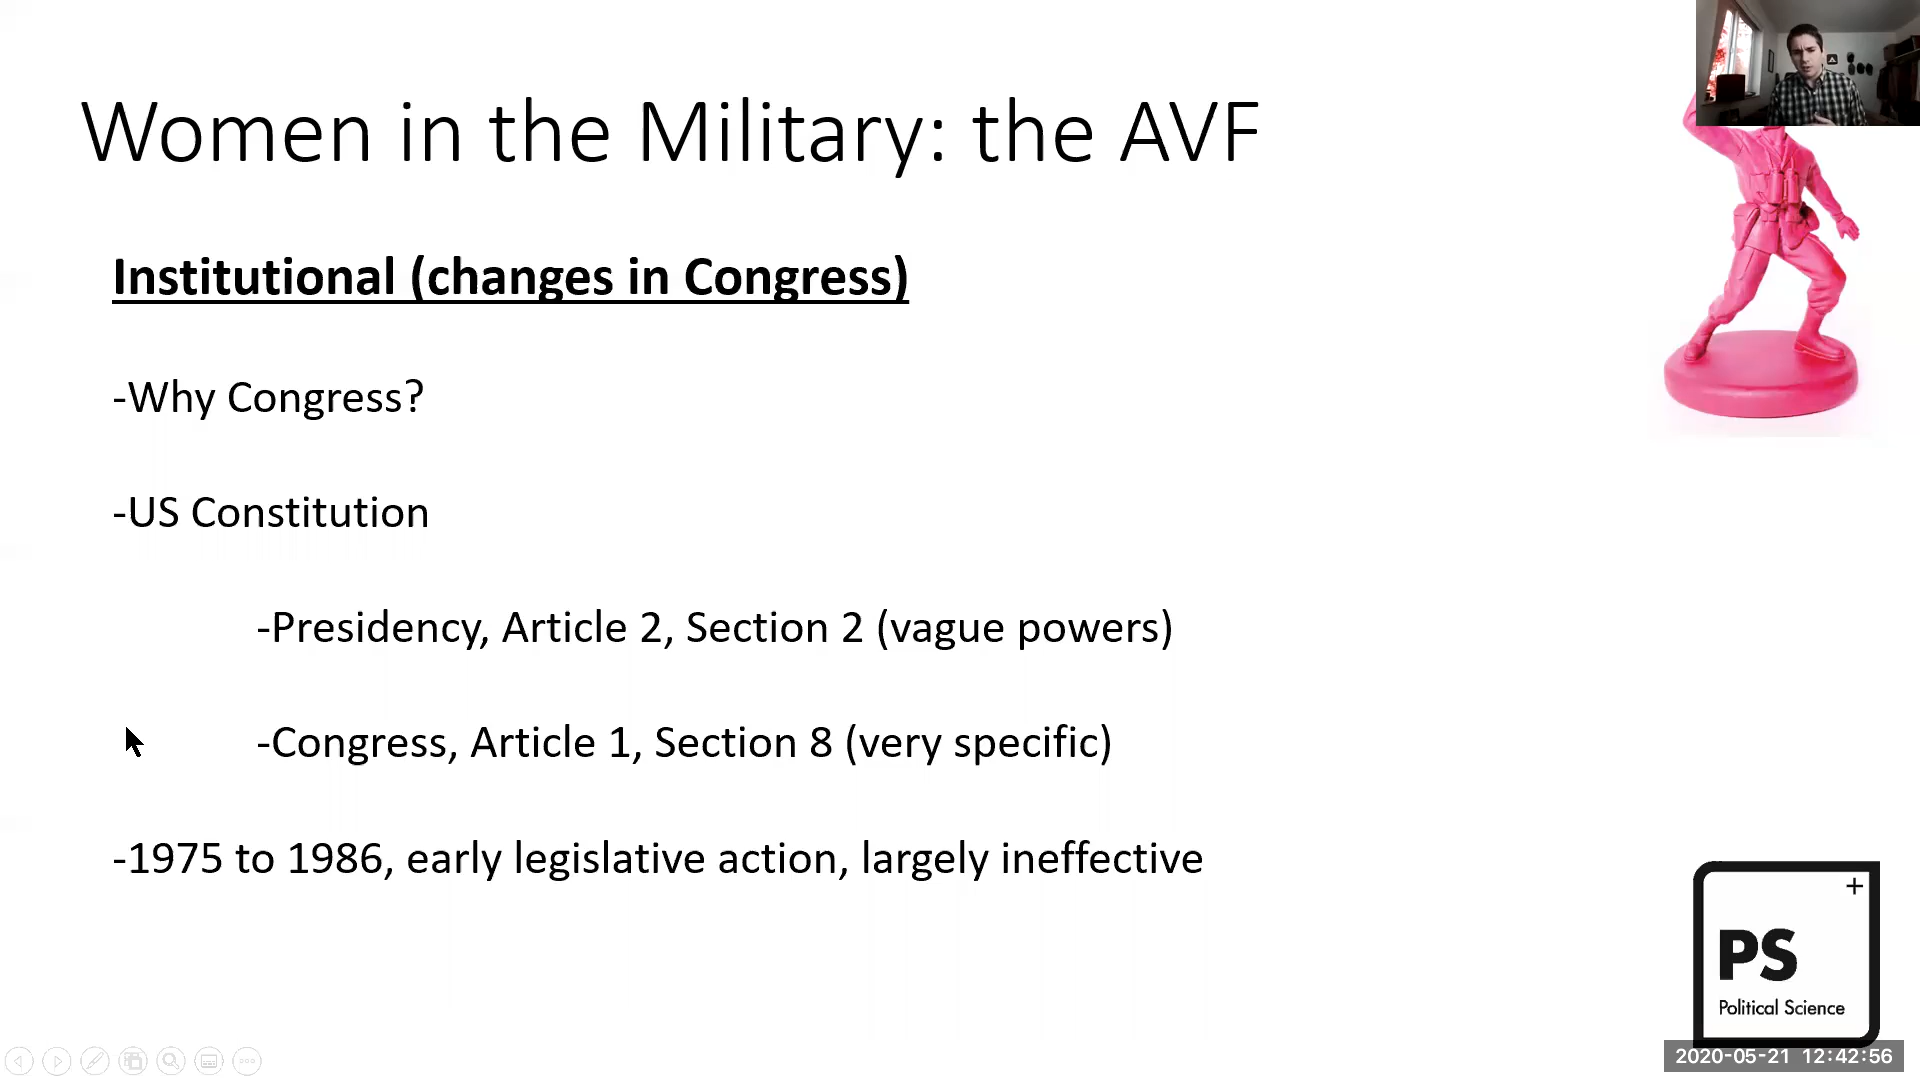 Women in the Military: the AVF
Institutional (changes in Congress)
-Why Congress?
-US Constitution
-Presidency, Article 2, Section 2 (vague powers)
-Congress, Article 1, Section 8 (very specific)
-1975 to 1986, early legislative action, largely ineffective
+
PS
Political Science
2020-05-21 12:42:56